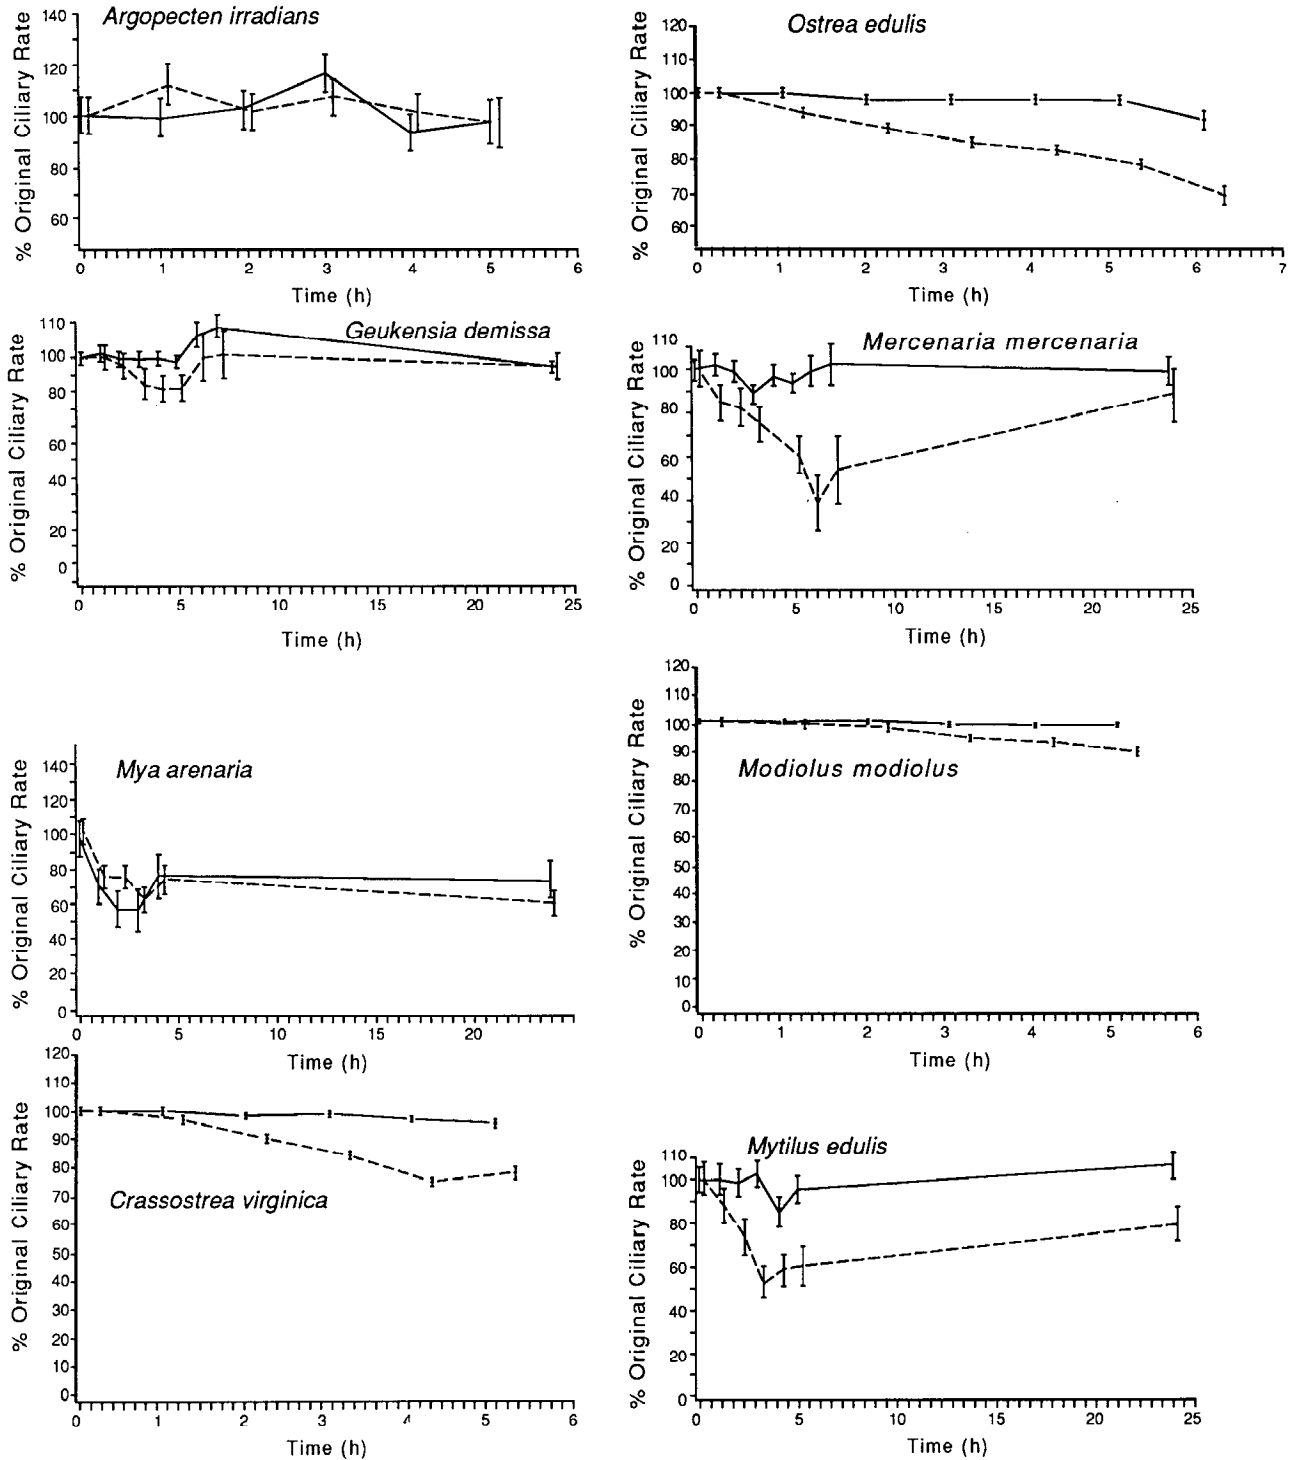 Argopecten irradians
% Original Ciliary Rate
140
120
100
80
60
0 1 2 3 4 5 6
Time (h)
Ostrea edulis
% Original Ciliary Rate
120
110
100
90
80
70
60
0 1 2 3 4 5 6 7
Time (h)
Geukensia demissa
% Original Ciliary Rate
110
100
80
60
40
20
0
0 5 10 15 20 25
Time (h)
Mercenaria mercenaria
% Original Ciliary Rate
110
100
80
60
40
20
0
0 5 10 15 20 25
Time (h)
Mya arenaria
% Original Ciliary Rate
140
120
100
80
60
40
20
0
0 5 10 15 20
Time (h)
Modiolus modiolus
% Original Ciliary Rate
120
110
100
90
80
70
60
50
40
30
20
10
0
0 1 2 3 4 5 6
Time (h)
Crassostrea virginica
% Original Ciliary Rate
120
100
90
80
70
60
50
40
30
20
10
0
0 1 2 3 4 5 6
Time (h)
Mytilus edulis
% Original Ciliary Rate
110
100
80
60
40
20
0
0 5 10 15 20 25
Time (h)